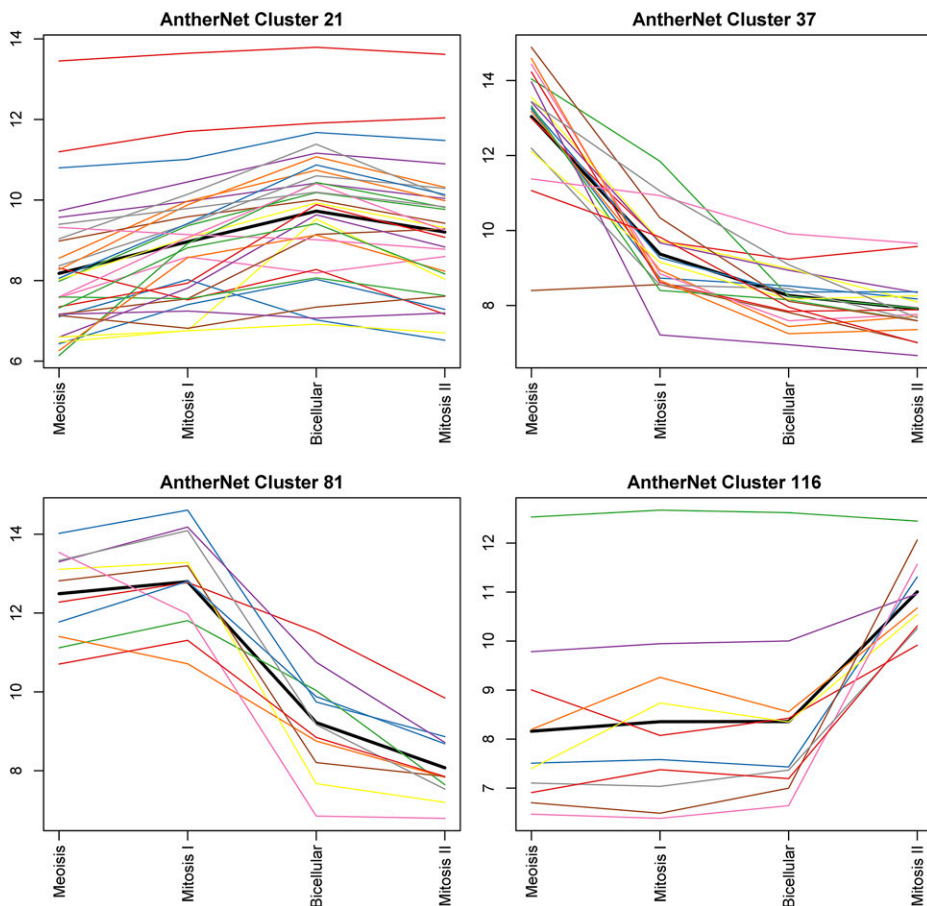 AntherNet Cluster 21
14
12
10
8
6
Meoisis
Mitosis I
Bicellular
Mitosis II
AntherNet Cluster 37
14
12
10
8
Meoisis
Mitosis I
Bicellular
Mitosis II
AntherNet Cluster 81
14
12
10
8
Meoisis
Mitosis I
Bicellular
Mitosis II
AntherNet Cluster 116
12
11
10
9
8
7
Meoisis
Mitosis I
Bicellular
Mitosis II